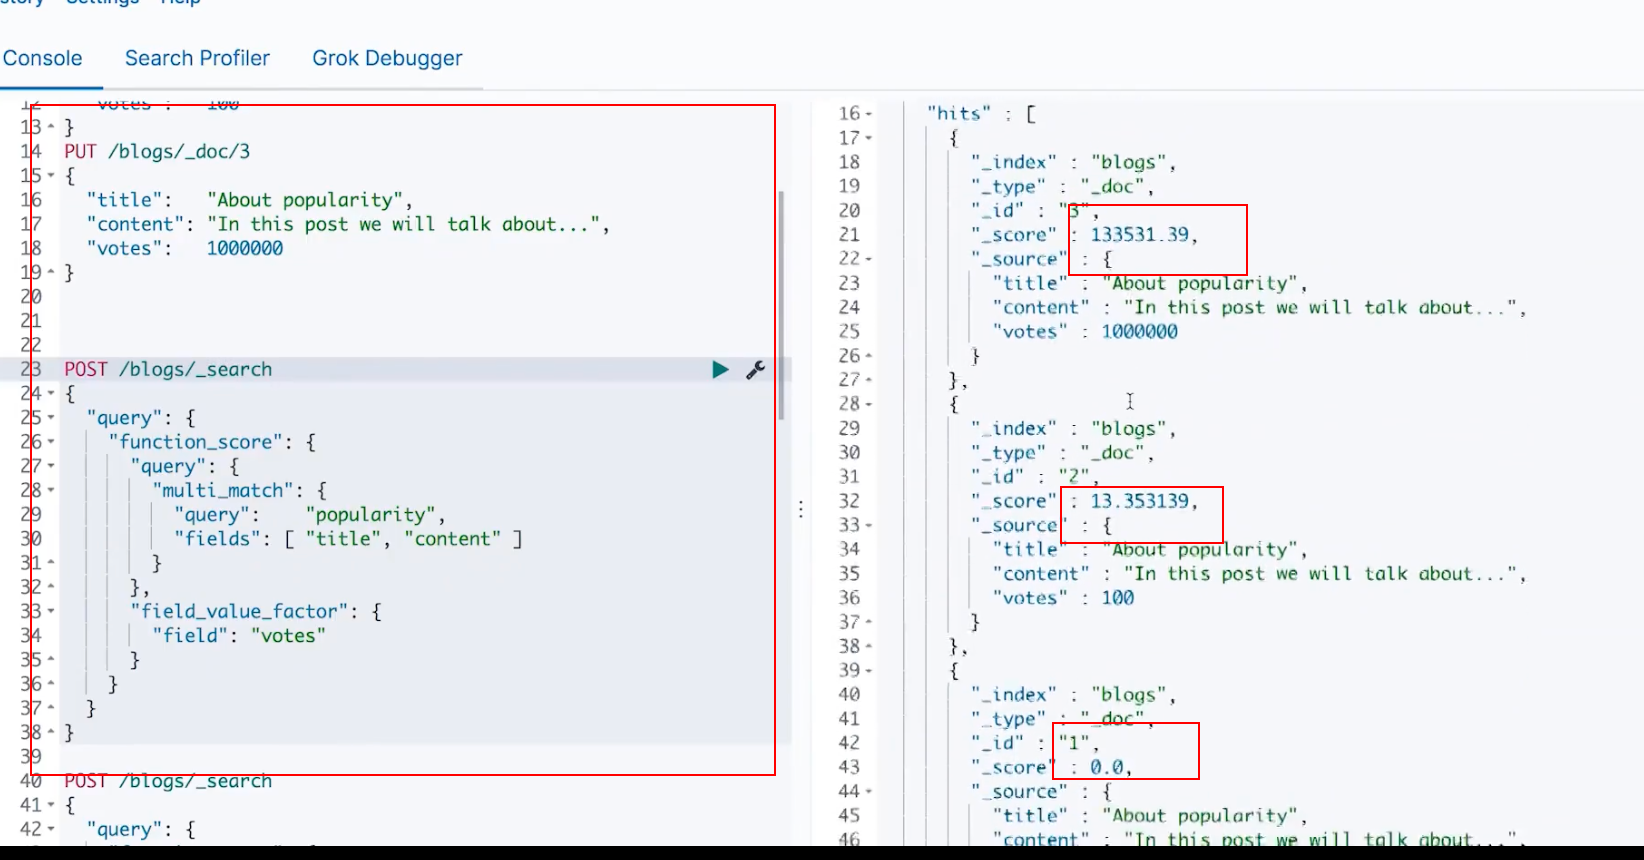 story Settings Help
Console Search Profiler Grok Debugger
12 "votes": 100
13 }
14 PUT /blogs/_doc/3
15 {
16 "title": "About popularity",
17 "content": "In this post we will talk about...",
18 "votes": 1000000
19 }
20
21
22
23 POST /blogs/_search
24 {
25 "query": {
26 "function_score": {
27 "query": {
28 "multi_match": {
29 "query": "popularity",
30 "fields": [ "title", "content" ]
31 }
32 },
33 "field_value_factor": {
34 "field": "votes"
35 }
36 }
37 }
38 }
39
40 POST /blogs/_search
41 {
42 "query": {
16 "hits" : [
17 {
18 "_index" : "blogs",
19 "_type" : "_doc",
20 "_id" : "3",
21 "_score" : 133531.39,
22 "_source" : {
23 "title" : "About popularity",
24 "content" : "In this post we will talk about...",
25 "votes" : 1000000
26 }
27 },
28 {
29 "_index" : "blogs",
30 "_type" : "_doc",
31 "_id" : "2",
32 "_score" : 13.353139,
33 "_source" : {
34 "title" : "About popularity",
35 "content" : "In this post we will talk about...",
36 "votes" : 100
37 }
38 },
39 {
40 "_index" : "blogs",
41 "_type" : "_doc",
42 "_id" : "1",
43 "_score" : 0.0,
44 "_source" : {
45 "title" : "About popularity",
46 "content" : "In this post we will talk about...",